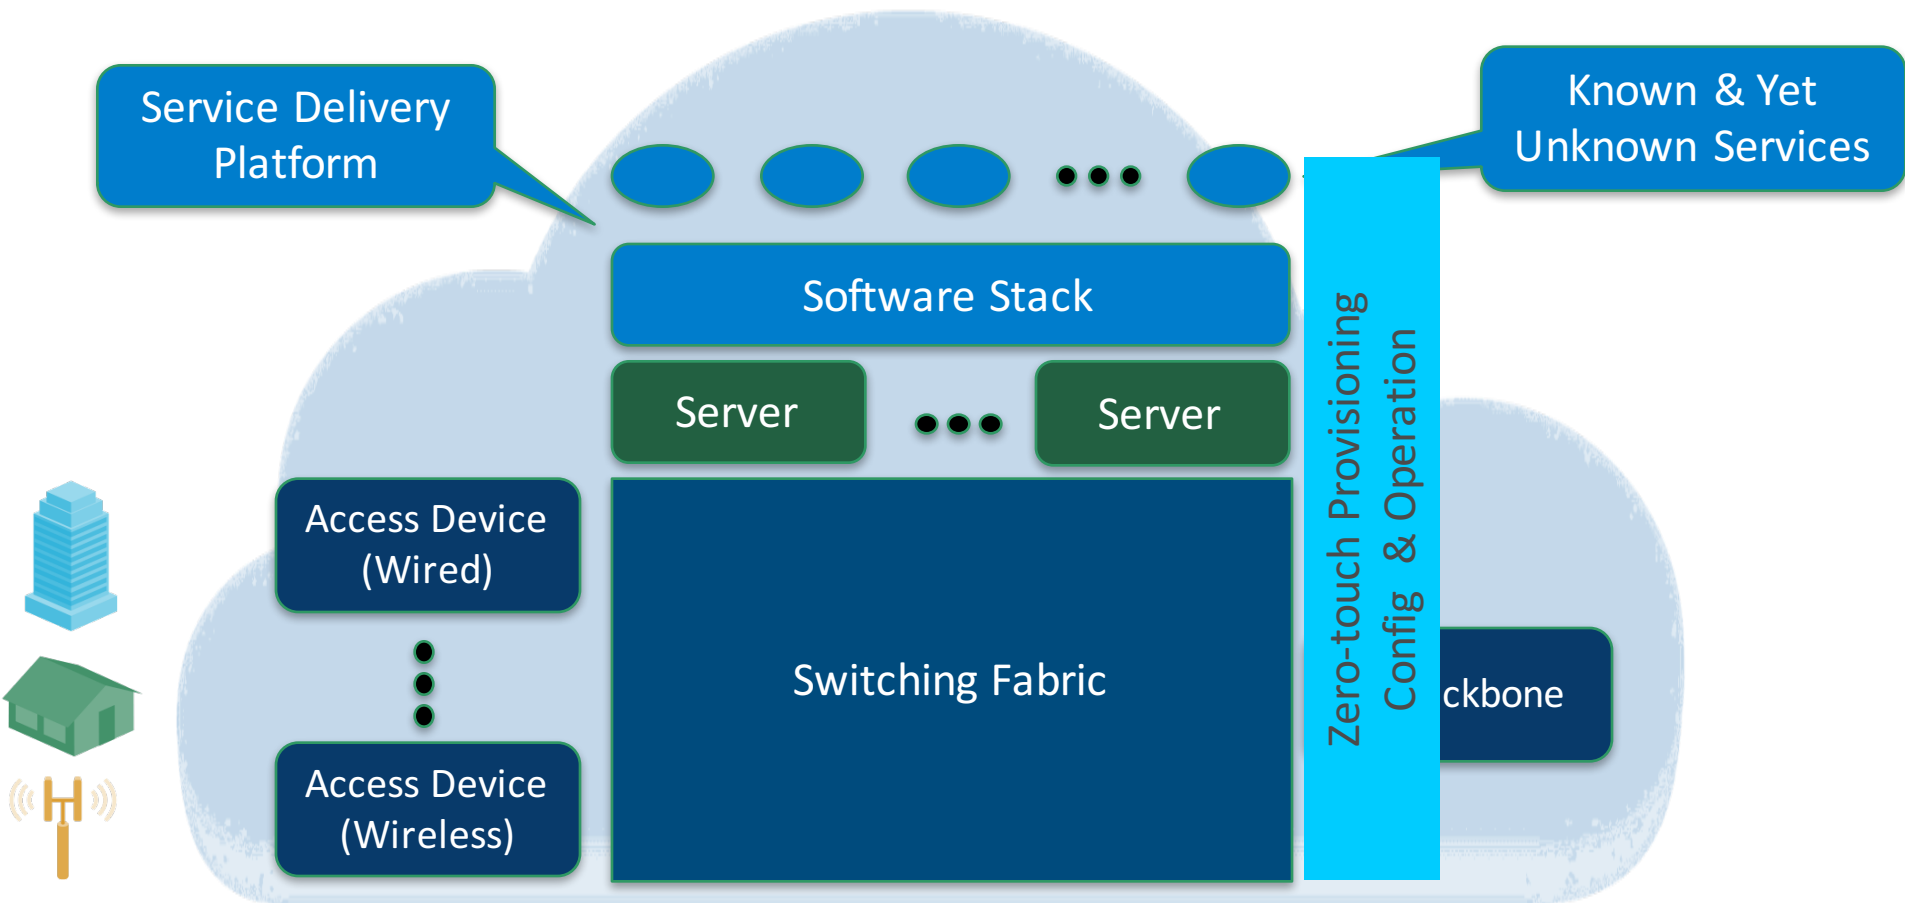 Service Delivery
Platform
Known & Yet
Unknown Services
Software Stack
Server
Server
Zero-touch Provisioning
Config & Operation
Access Device
(Wired)
Switching Fabric
ckbone
Access Device
(Wireless)